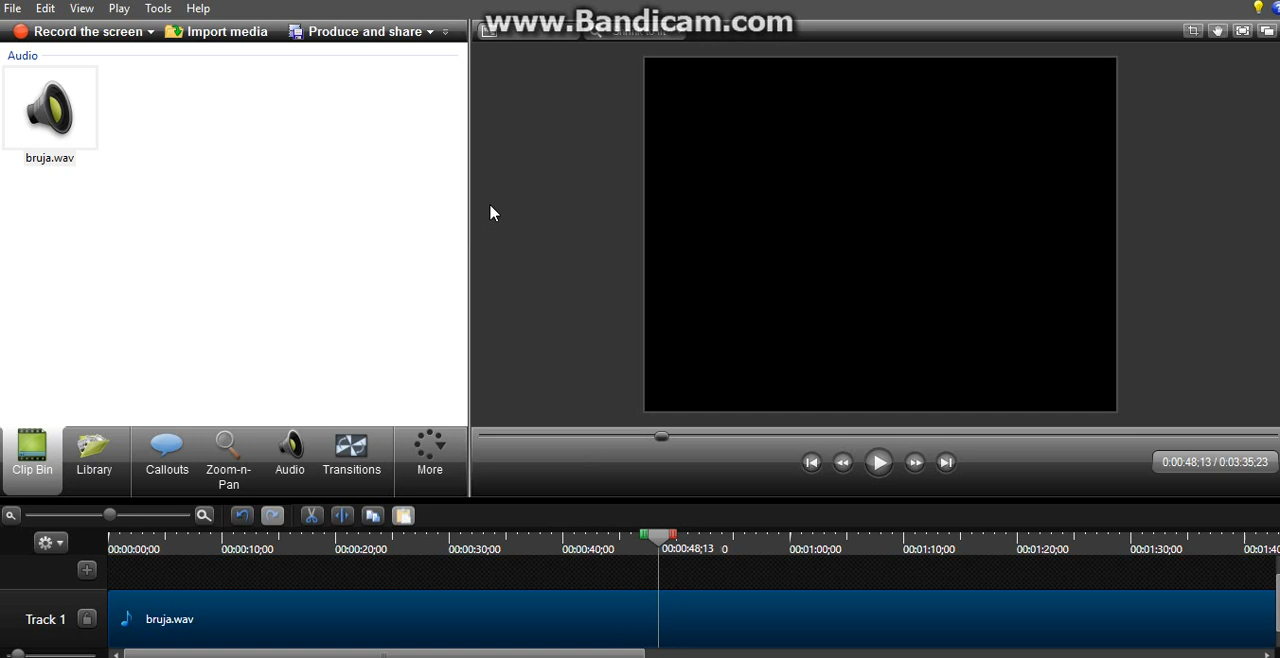 File Edit View Play Tools Help
www.Bandicam.com
Record the screen Import media Produce and share
Audio
bruja.wav
Clip Bin Library Callouts Zoom-n-Pan Audio Transitions More
0:00:48;13 / 0:03:35;23
00:00:00;00 00:00:10;00 00:00:20;00 00:00:30;00 00:00:40;00 00:00:48;13 0 00:01:00;00 00:01:10;00 00:01:20;00 00:01:30;00 00:01:40
Track 1 bruja.wav